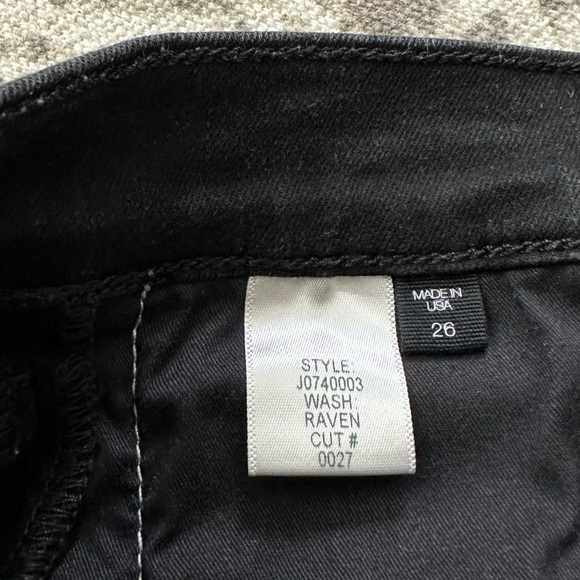 MADE IN
USA
26
STYLE:
J0740003
WASH:
RAVEN
CUT #
0027